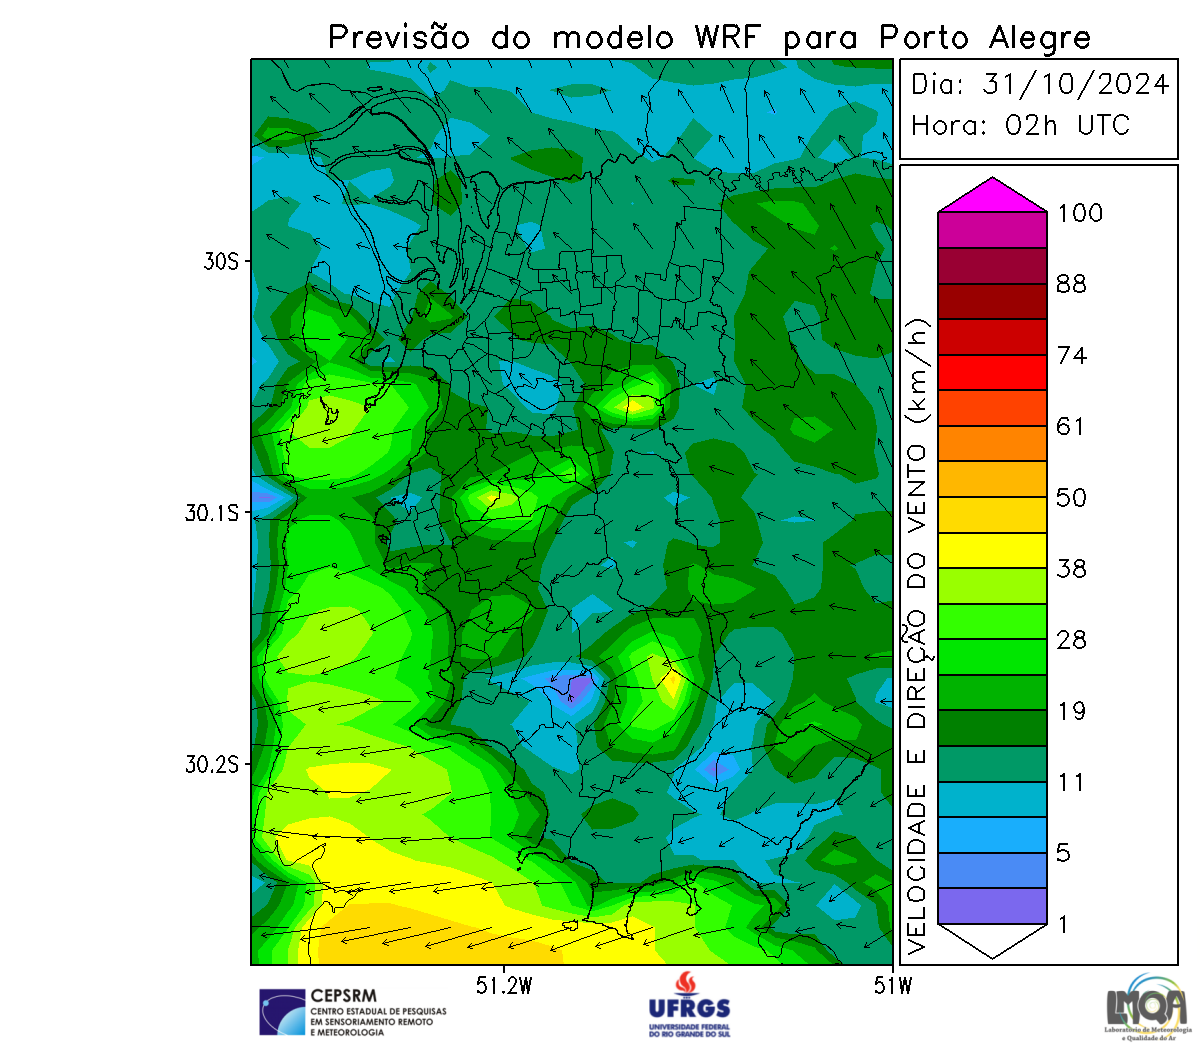 Previsão do modelo WRF para Porto Alegre
Dia: 31/10/2024
Hora: 02h UTC
100
88
74
61
50
38
28
19
11
5
1
VELOCIDADE E DIREÇÃO DO VENTO (km/h)
30S
30.1S
30.2S
51.2W
51W
CEPSRM
CENTRO ESTADUAL DE PESQUISAS
EM SENSORIAMENTO REMOTO
E METEOROLOGIA
UFRGS
UNIVERSIDADE FEDERAL
DO RIO GRANDE DO SUL
LMQA
Laboratório de Meteorologia
e Qualidade do Ar